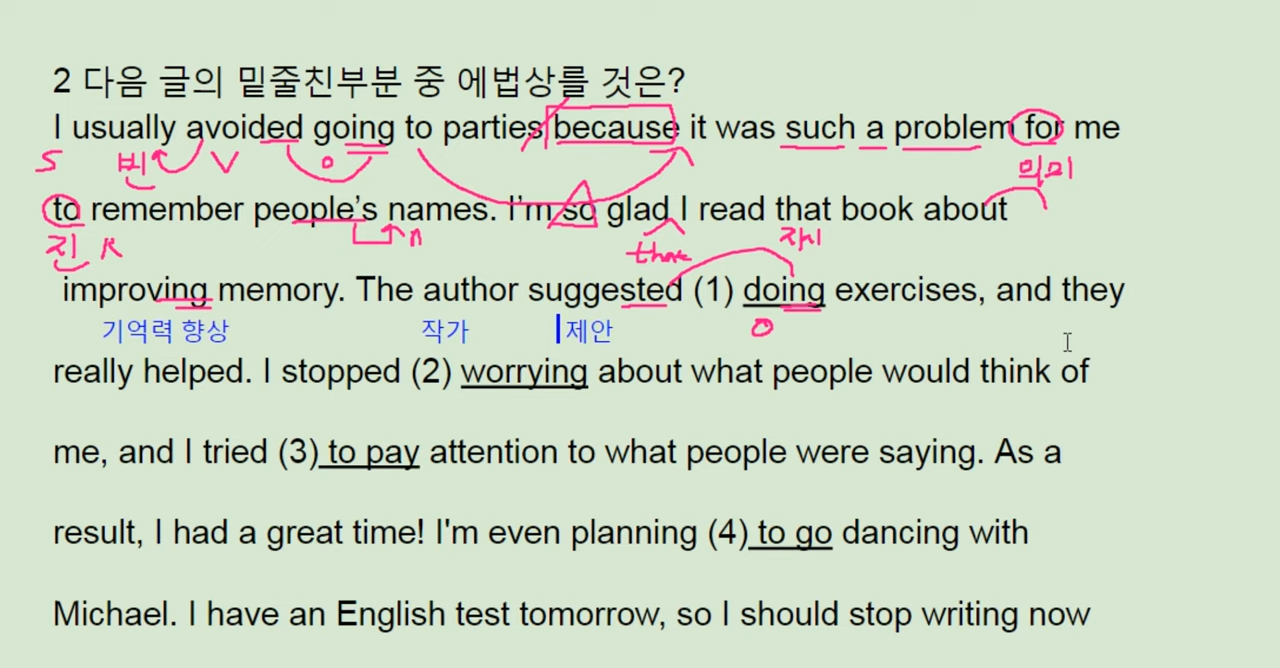 2 다음 글의 밑줄친부분 중 에법상를 것은?
I usually avoided going to parties because it was such a problem for me
S 빈 V o 의미
to remember people's names. I'm so glad I read that book about
진 R n that
improving memory. The author suggested (1) doing exercises, and they
기억력 향상 작가 제안 o
really helped. I stopped (2) worrying about what people would think of
me, and I tried (3) to pay attention to what people were saying. As a
result, I had a great time! I'm even planning (4) to go dancing with
Michael. I have an English test tomorrow, so I should stop writing now